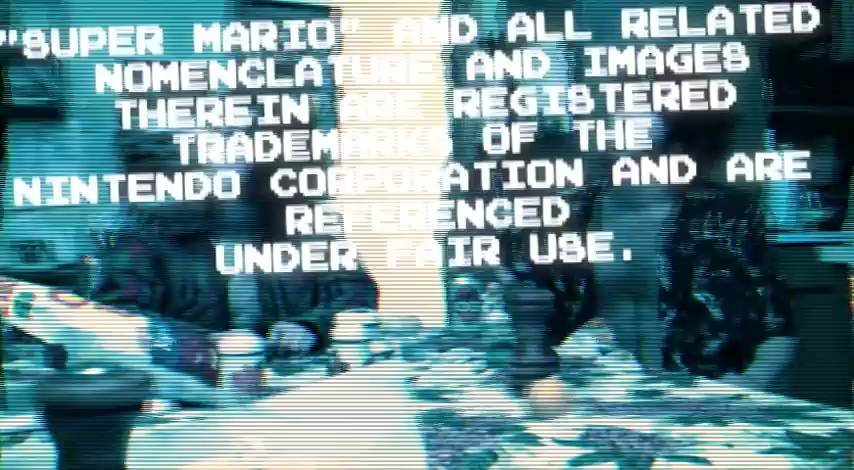 "SUPER MARIO" AND ALL RELATED
NOMENCLATURE AND IMAGES
THEREIN ARE REGISTERED
TRADEMARKS OF THE
NINTENDO CORPORATION AND ARE
REFERENCED
UNDER FAIR USE.